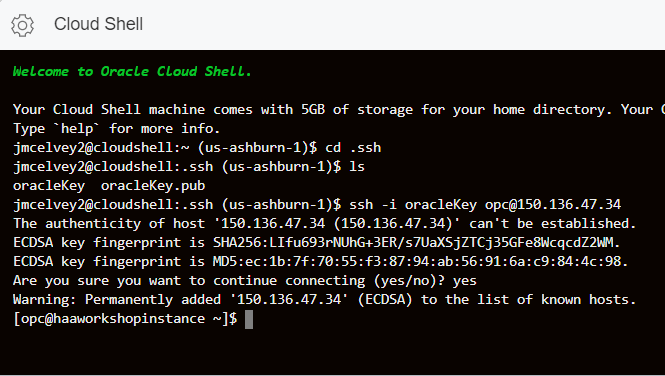 Cloud Shell
Welcome to Oracle Cloud Shell.
Your Cloud Shell machine comes with 5GB of storage for your home directory. Your
Type `help` for more info.
jmcelvey2@cloudshell:~ (us-ashburn-1)$ cd .ssh
jmcelvey2@cloudshell:.ssh (us-ashburn-1)$ ls
oracleKey  oracleKey.pub
jmcelvey2@cloudshell:.ssh (us-ashburn-1)$ ssh -i oracleKey opc@150.136.47.34
The authenticity of host '150.136.47.34 (150.136.47.34)' can't be established.
ECDSA key fingerprint is SHA256:LIfu693rNUhG+3ER/s7UaXSjZTCj35GFe8WcqcdZ2WM.
ECDSA key fingerprint is MD5:ec:1b:7f:70:55:f3:87:94:ab:56:91:6a:c9:84:4c:98.
Are you sure you want to continue connecting (yes/no)? yes
Warning: Permanently added '150.136.47.34' (ECDSA) to the list of known hosts.
[opc@haaworkshopinstance ~]$